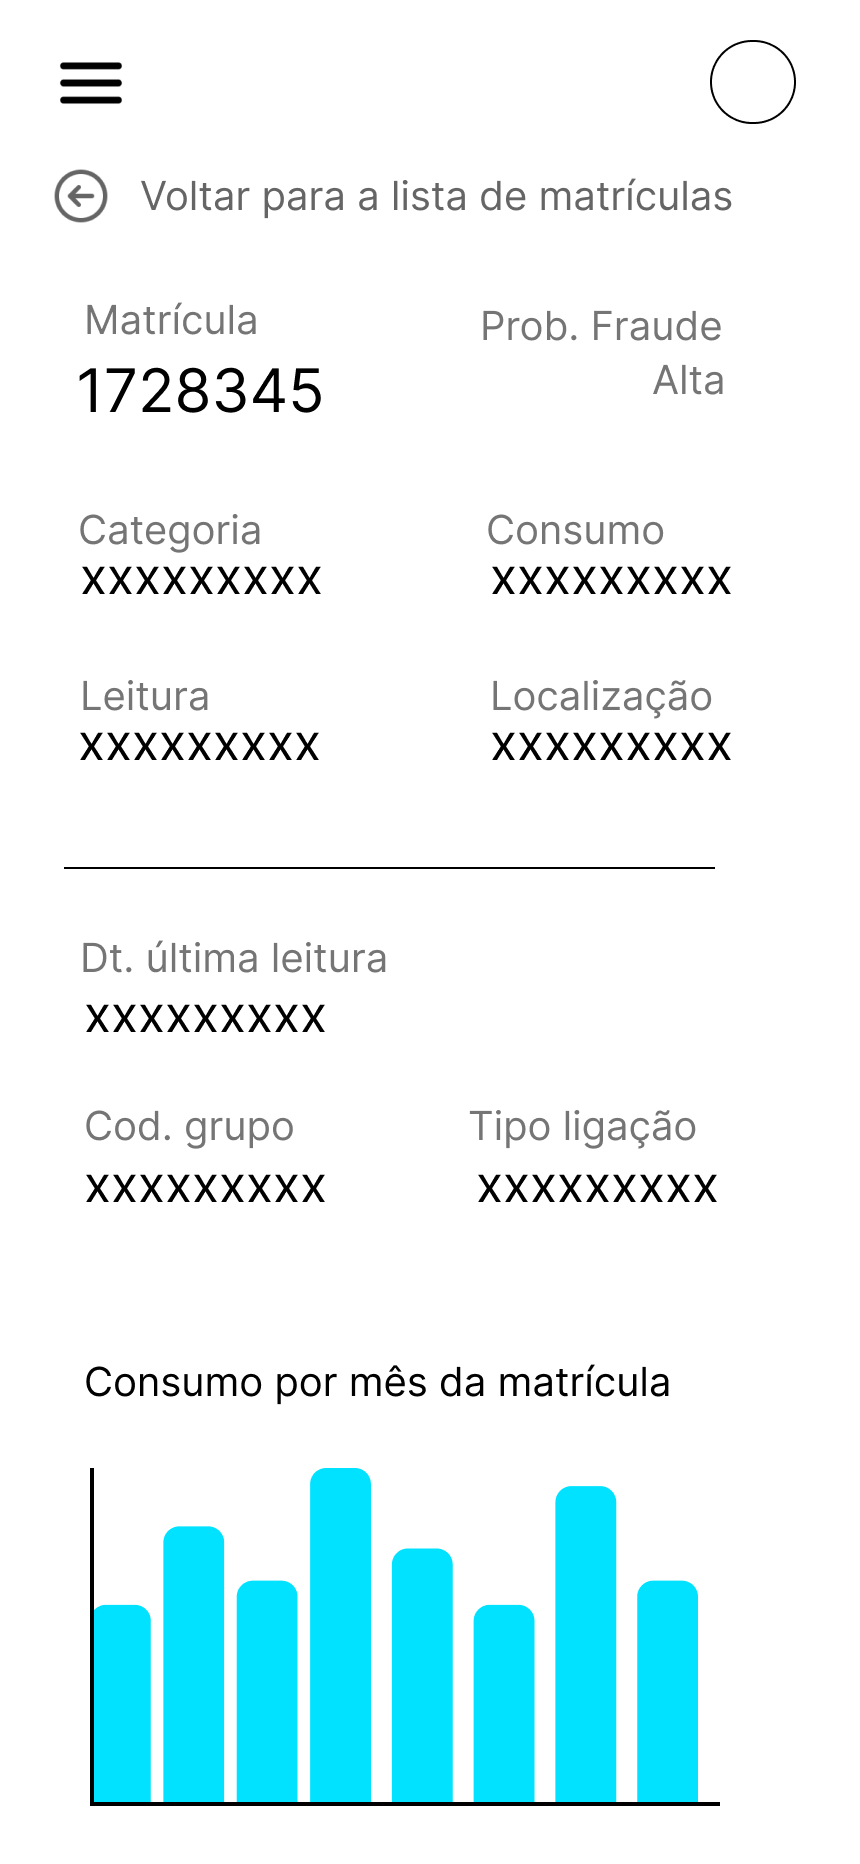 Voltar para a lista de matrículas
Matrícula
1728345
Prob. Fraude
Alta
Categoria
XXXXXXXXX
Consumo
XXXXXXXXX
Leitura
XXXXXXXXX
Localização
XXXXXXXXX
Dt. última leitura
XXXXXXXXX
Cod. grupo
XXXXXXXXX
Tipo ligação
XXXXXXXXX
Consumo por mês da matrícula